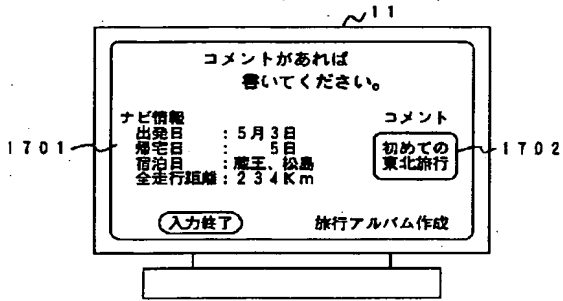 11
コメントがあれば
書いてください。
ナビ情報 コメント
出発日 :5月3日
帰宅日 : 5日
宿泊日 :蔵王、松島
全走行距離:234Km
1701
初めての
東北旅行
1702
入力終了 旅行アルバム作成